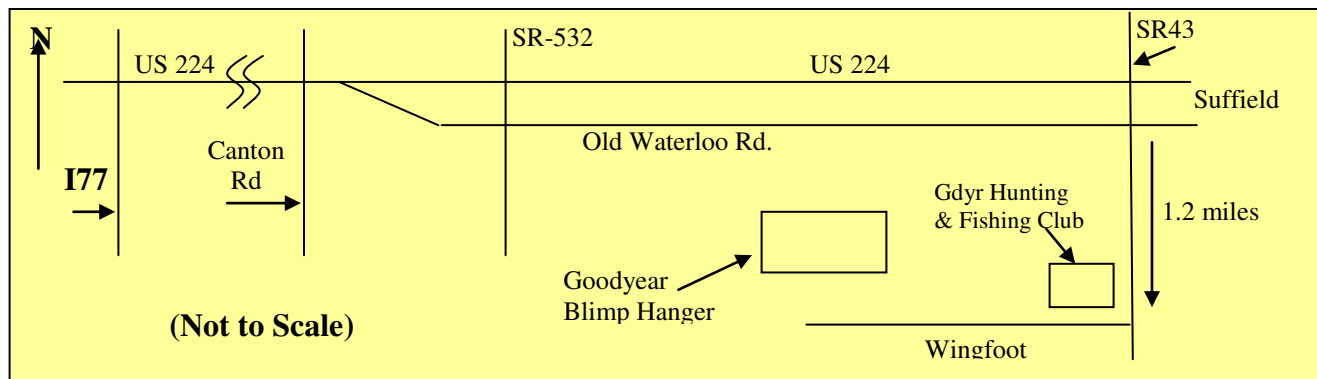 N
US 224
SR-532
US 224
SR43
Suffield
Old Waterloo Rd.
Canton
Rd
I77
Gdyr Hunting
& Fishing Club
1.2 miles
Goodyear
Blimp Hanger
(Not to Scale)
Wingfoot